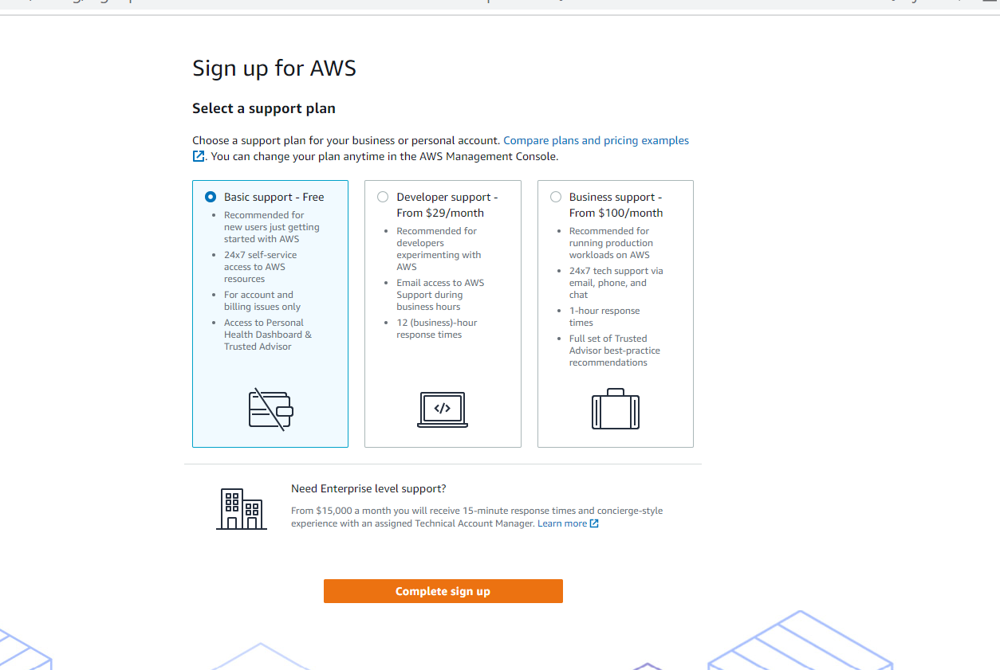 Sign up for AWS
Select a support plan
Choose a support plan for your business or personal account. Compare plans and pricing examples
. You can change your plan anytime in the AWS Management Console.
Basic support - Free
Recommended for
new users just getting
started with AWS
24x7 self-service
access to AWS
resources
For account and
billing issues only
Access to Personal
Health Dashboard &
Trusted Advisor
Developer support -
From $29/month
Recommended for
developers
experimenting with
AWS
Email access to AWS
Support during
business hours
12 (business)-hour
response times
Business support -
From $100/month
Recommended for
running production
workloads on AWS
24x7 tech support via
email, phone, and
chat
1-hour response
times
Full set of Trusted
Advisor best-practice
recommendations
</>
Need Enterprise level support?
From $15,000 a month you will receive 15-minute response times and concierge-style
experience with an assigned Technical Account Manager. Learn more
Complete sign up